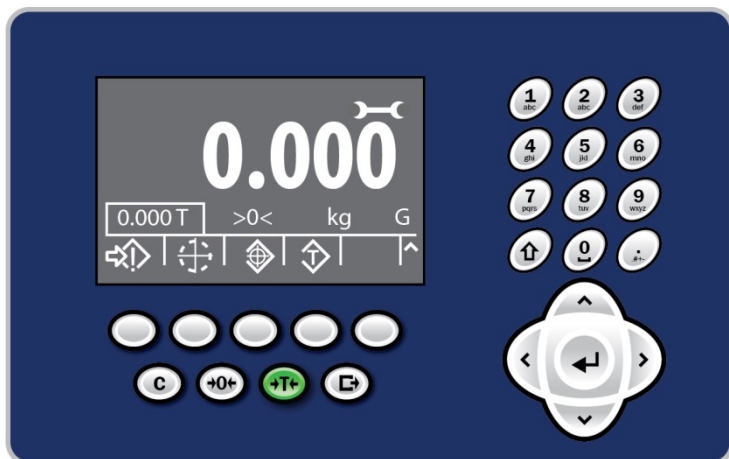 0.000
0.000 T >0< kg G
T
C →0← →T←
1 2 3
abc abc def
4 5 6
ghi jkl mno
7 8 9
pqrs tuv wxyz
0 .
#+-